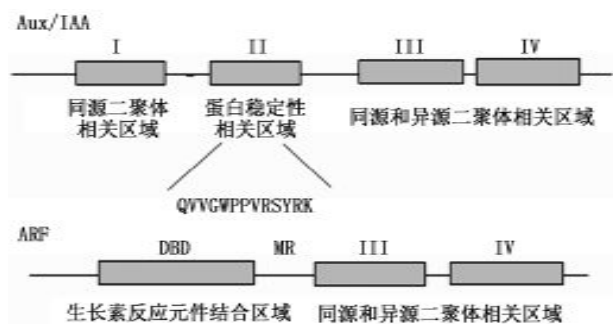 Aux/IAA
I II III IV
同源二聚体 蛋白稳定性 同源和异源二聚体相关区域
相关区域 相关区域
QVVGWPPVRSYRK
ARF
DBD MR III IV
生长素反应元件结合区域 同源和异源二聚体相关区域